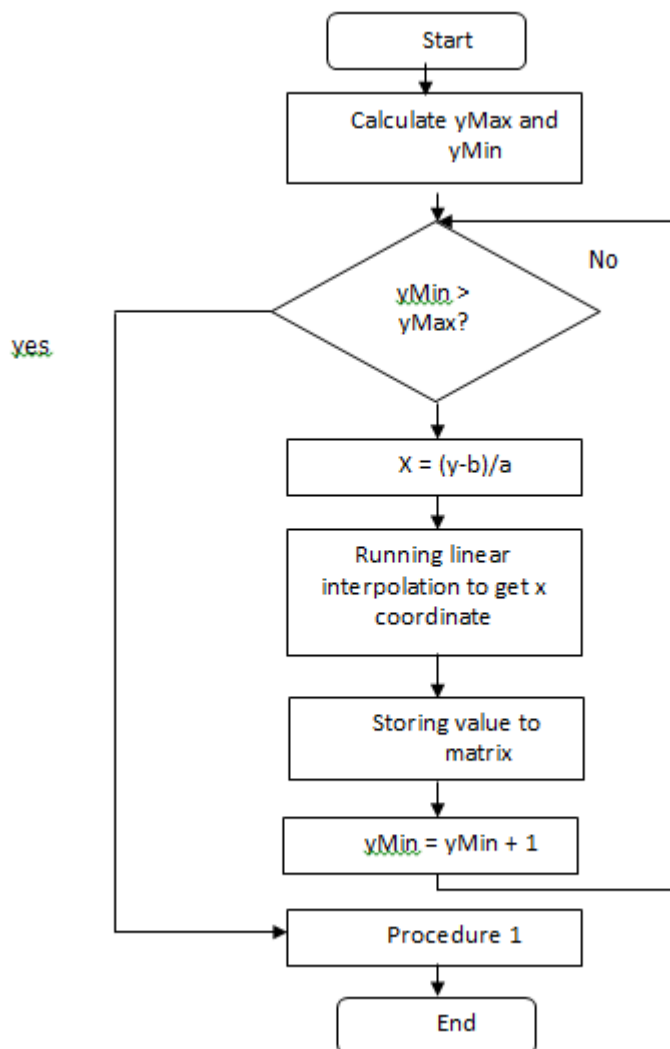 Start
Calculate yMax and
yMin
No
yMin >
yMax?
yes
X = (y-b)/a
Running linear
interpolation to get x
coordinate
Storing value to
matrix
yMin = yMin + 1
Procedure 1
End